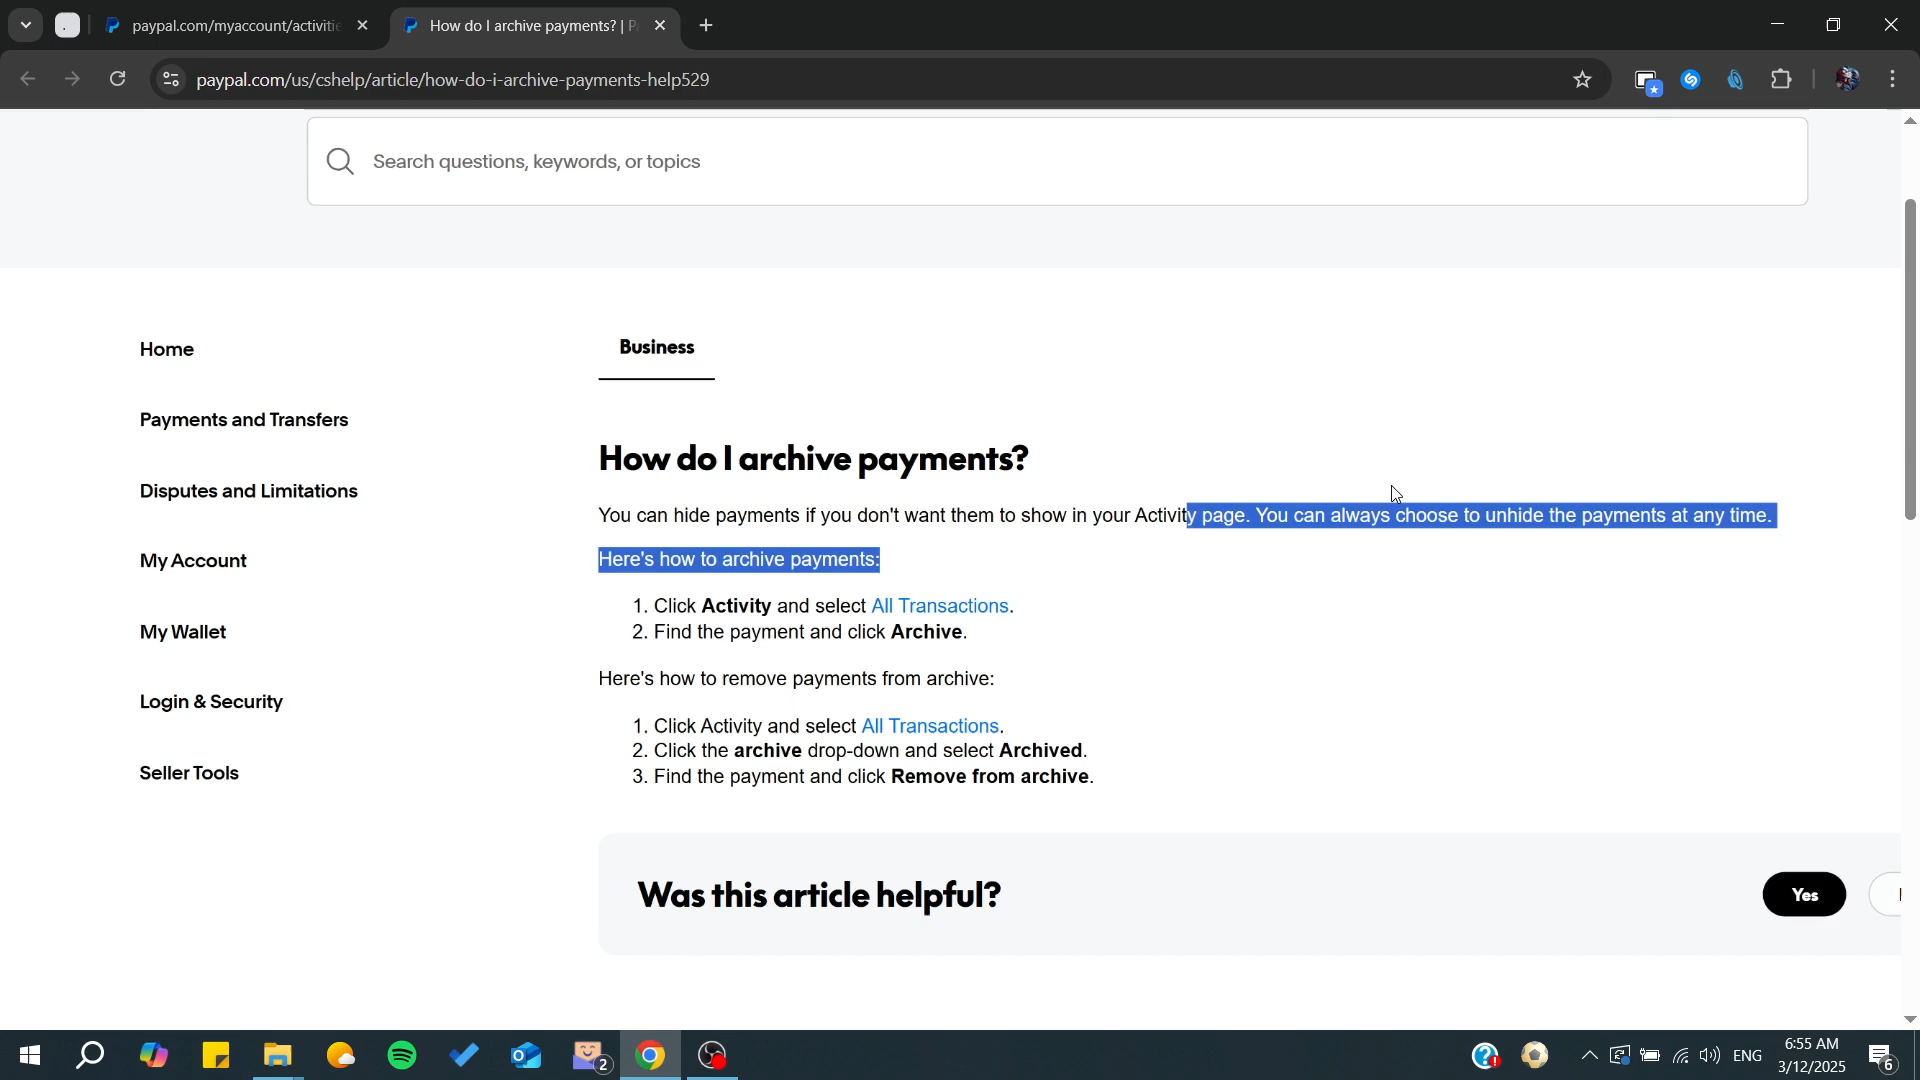 paypal.com/myaccount/activitie
How do I archive payments? | P
paypal.com/us/cshelp/article/how-do-i-archive-payments-help529
Search questions, keywords, or topics
Home
Payments and Transfers
Disputes and Limitations
My Account
My Wallet
Login & Security
Seller Tools
Business
How do I archive payments?
You can hide payments if you don't want them to show in your Activity page. You can always choose to unhide the payments at any time.
Here's how to archive payments:
1. Click Activity and select All Transactions.
2. Find the payment and click Archive.
Here's how to remove payments from archive:
1. Click Activity and select All Transactions.
2. Click the archive drop-down and select Archived.
3. Find the payment and click Remove from archive.
Was this article helpful?
Yes
2
ENG
6:55 AM
3/12/2025
6